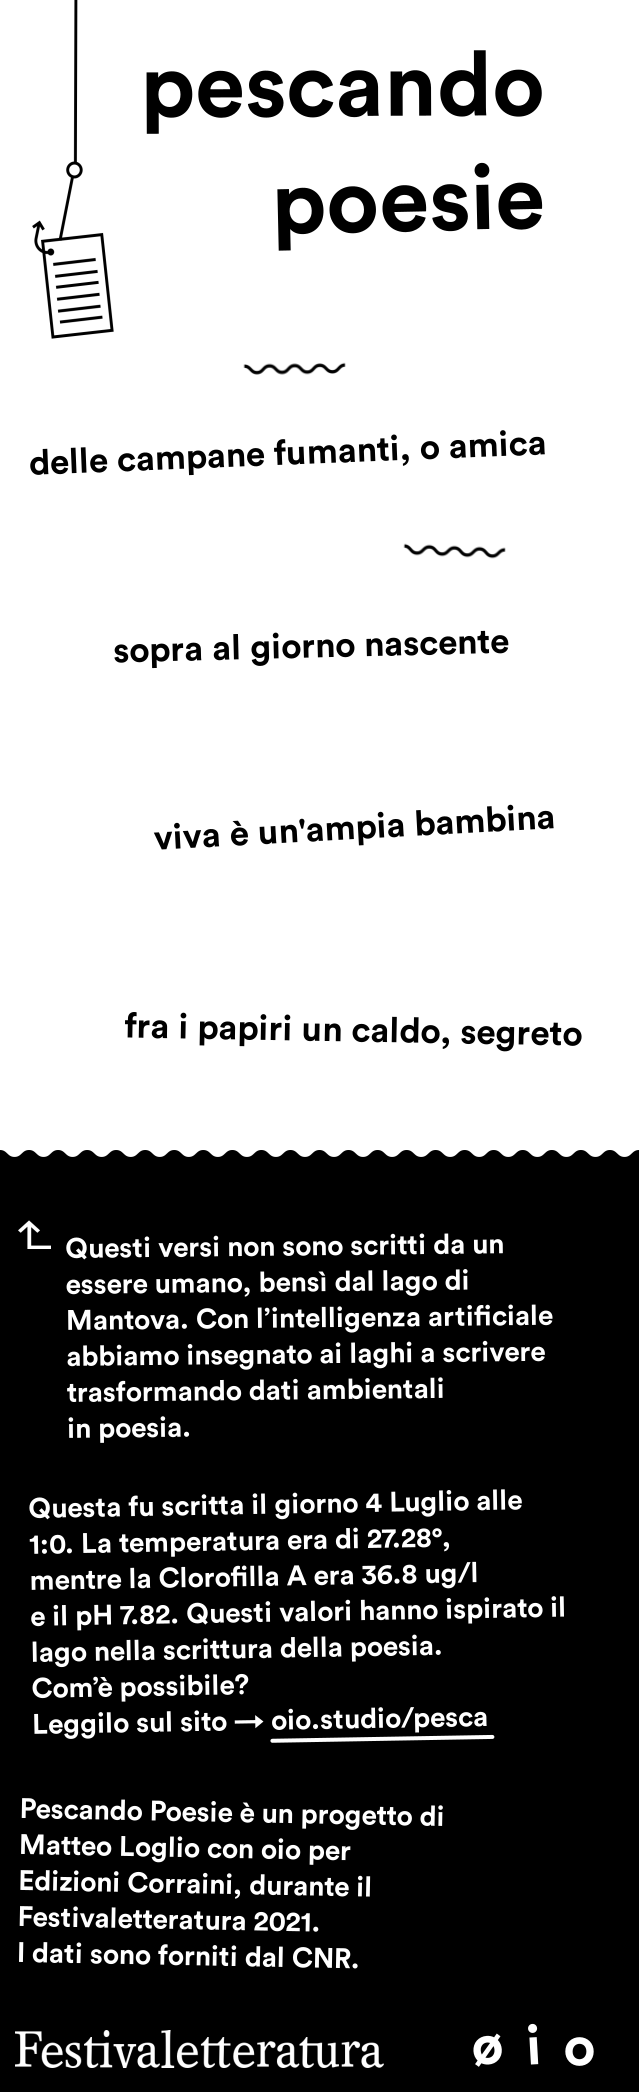 pescando
poesie
delle campane fumanti, o amica
sopra al giorno nascente
viva è un'ampia bambina
fra i papiri un caldo, segreto
Questi versi non sono scritti da un
essere umano, bensì dal lago di
Mantova. Con l’intelligenza artificiale
abbiamo insegnato ai laghi a scrivere
trasformando dati ambientali
in poesia.
Questa fu scritta il giorno 4 Luglio alle
1:0. La temperatura era di 27.28°,
mentre la Clorofilla A era 36.8 ug/l
e il pH 7.82. Questi valori hanno ispirato il
lago nella scrittura della poesia.
Com’è possibile?
Leggilo sul sito → oio.studio/pesca
Pescando Poesie è un progetto di
Matteo Loglio con oio per
Edizioni Corraini, durante il
Festivaletteratura 2021.
I dati sono forniti dal CNR.
Festivaletteratura ø i o